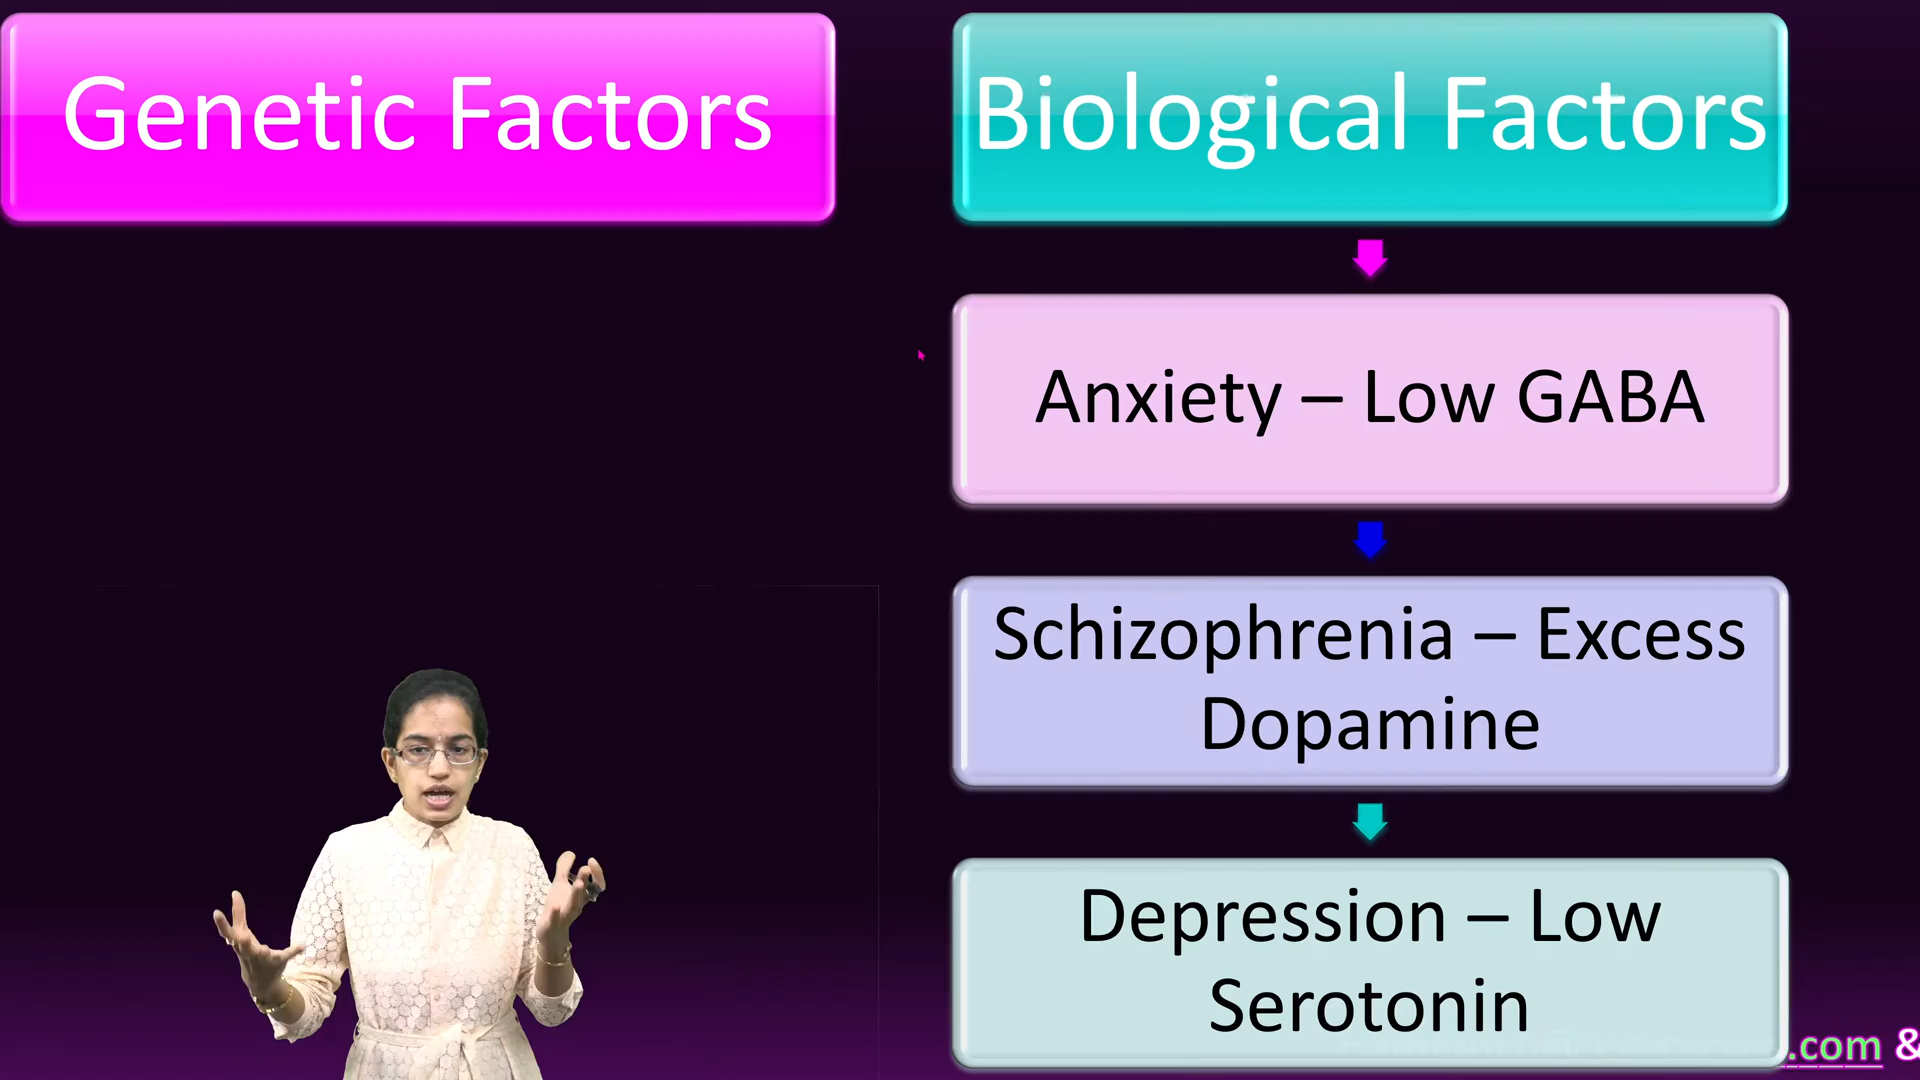 Genetic Factors
Biological Factors
Anxiety – Low GABA
Schizophrenia – Excess
Dopamine
Depression – Low
Serotonin
.com &